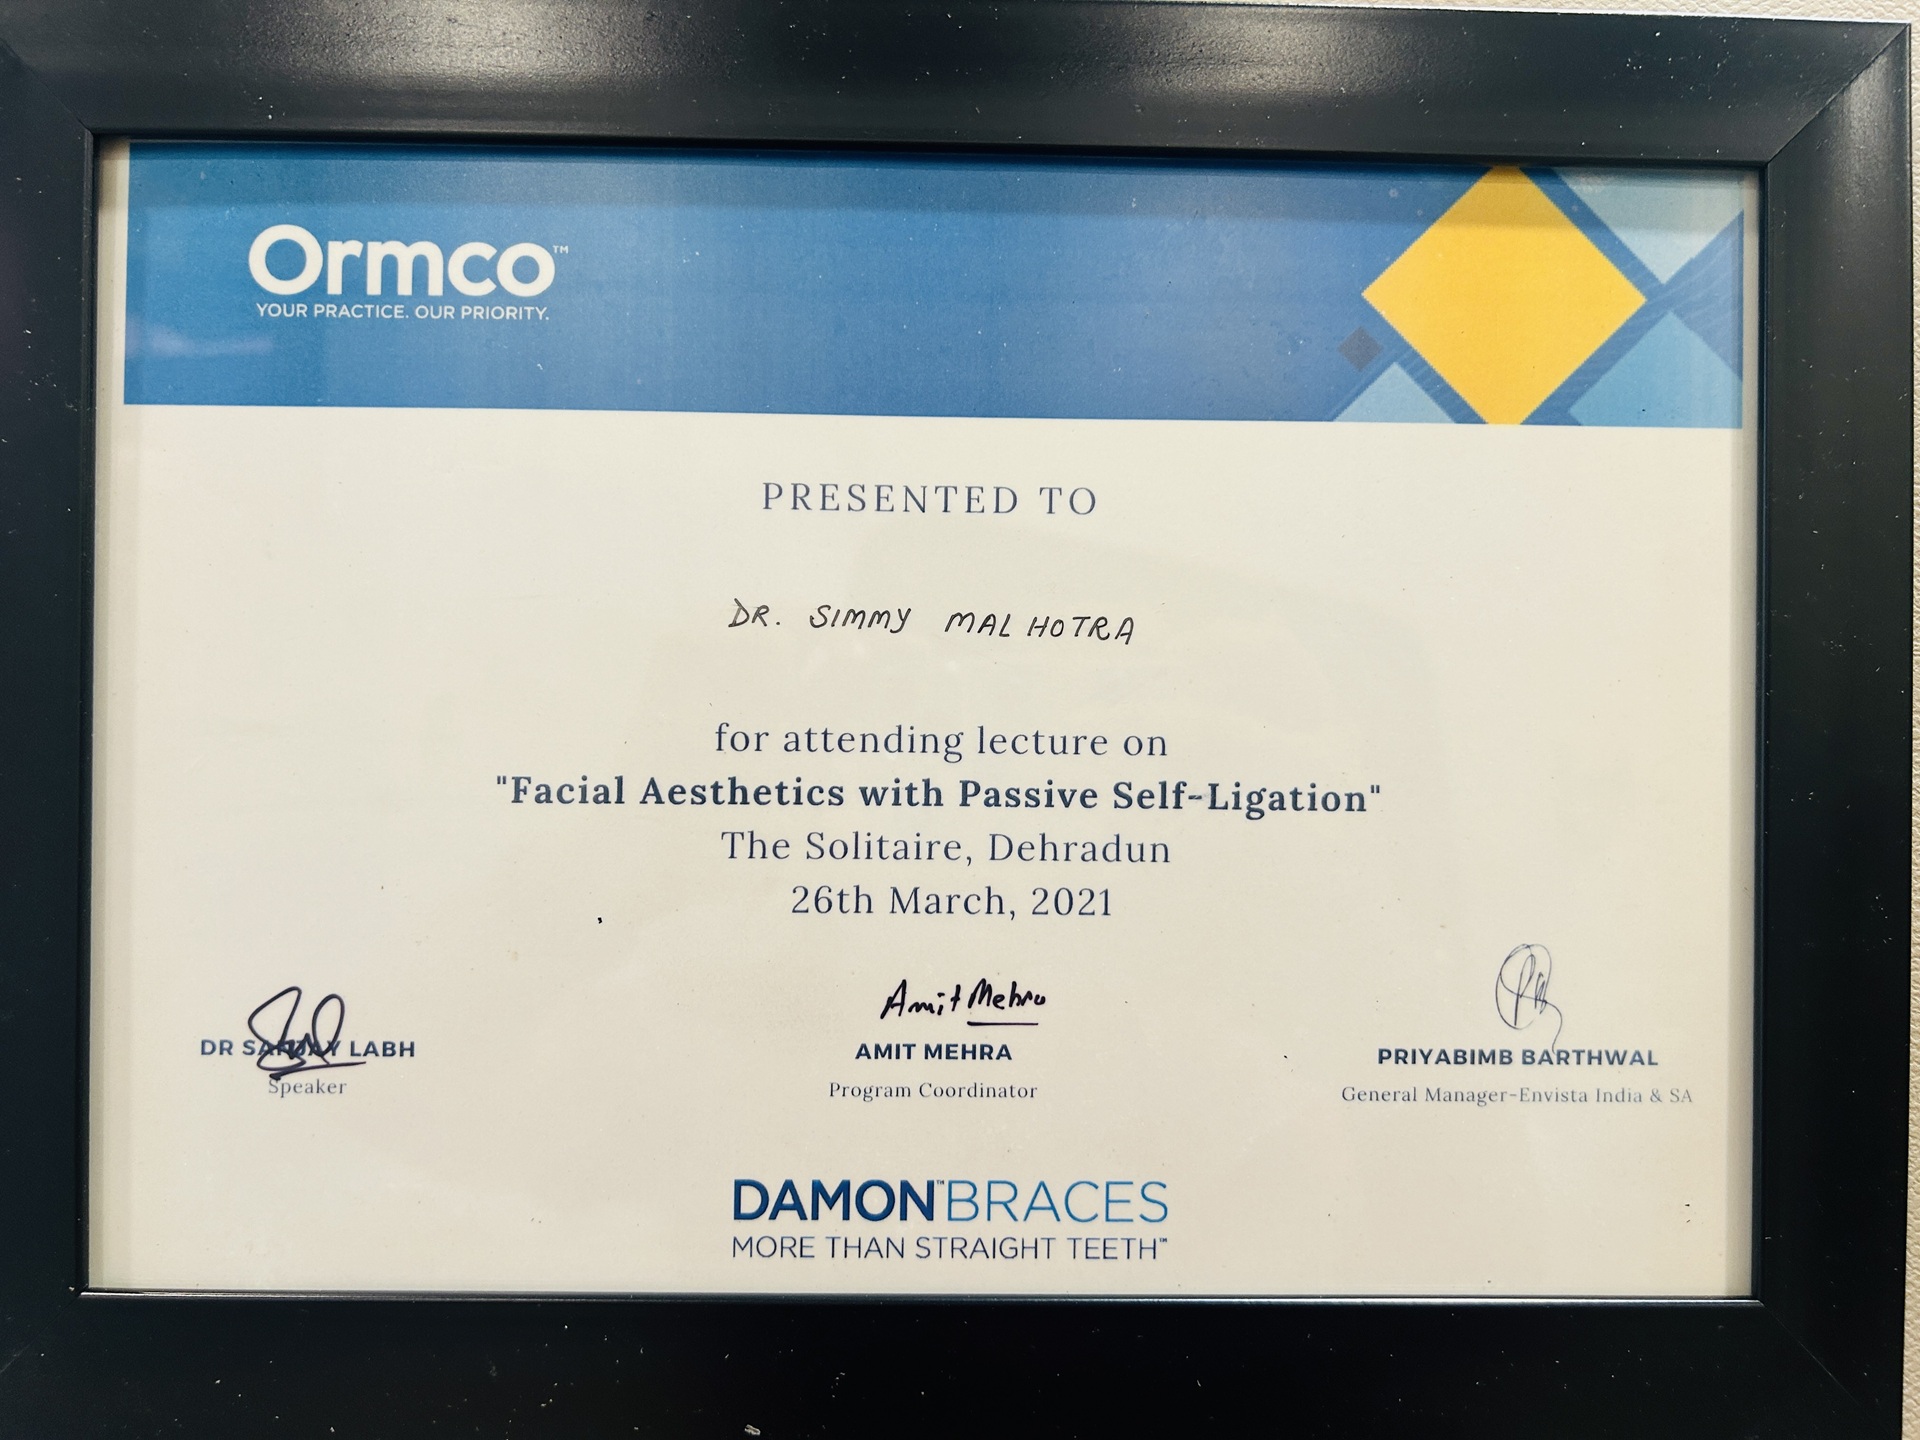 Ormco™
YOUR PRACTICE. OUR PRIORITY.
PRESENTED TO
DR. SIMMY MALHOTRA
for attending lecture on
"Facial Aesthetics with Passive Self-Ligation"
The Solitaire, Dehradun
26th March, 2021
Amit Mehra
DR SANJAY LABH
Speaker
AMIT MEHRA
Program Coordinator
PRIYABIMB BARTHWAL
General Manager-Envista India & SA
DAMON™BRACES
MORE THAN STRAIGHT TEETH™